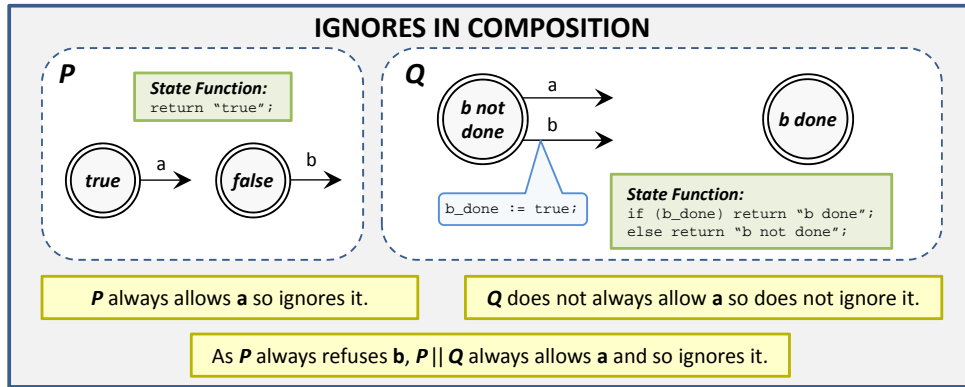 IGNORES IN COMPOSITION
P
State Function:
return "true";
true
a
false
b
Q
b not
done
a
b
b_done := true;
b done
State Function:
if (b_done) return "b done";
else return "b not done";
P always allows a so ignores it.
Q does not always allow a so does not ignore it.
As P always refuses b, P || Q always allows a and so ignores it.